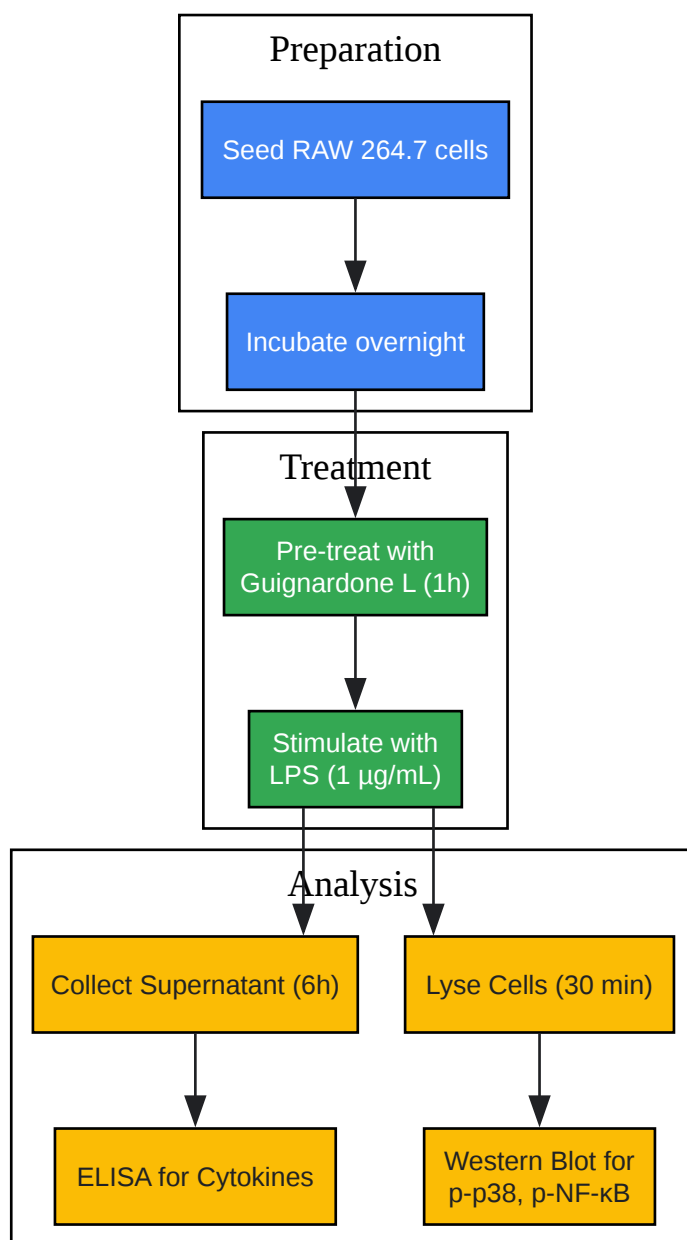 Preparation
Seed RAW 264.7 cells
Incubate overnight
Treatment
Pre-treat with
Guignardone L (1h)
Stimulate with
LPS (1 µg/mL)
Analysis
Collect Supernatant (6h)
Lyse Cells (30 min)
ELISA for Cytokines
Western Blot for
p-p38, p-NF-κB